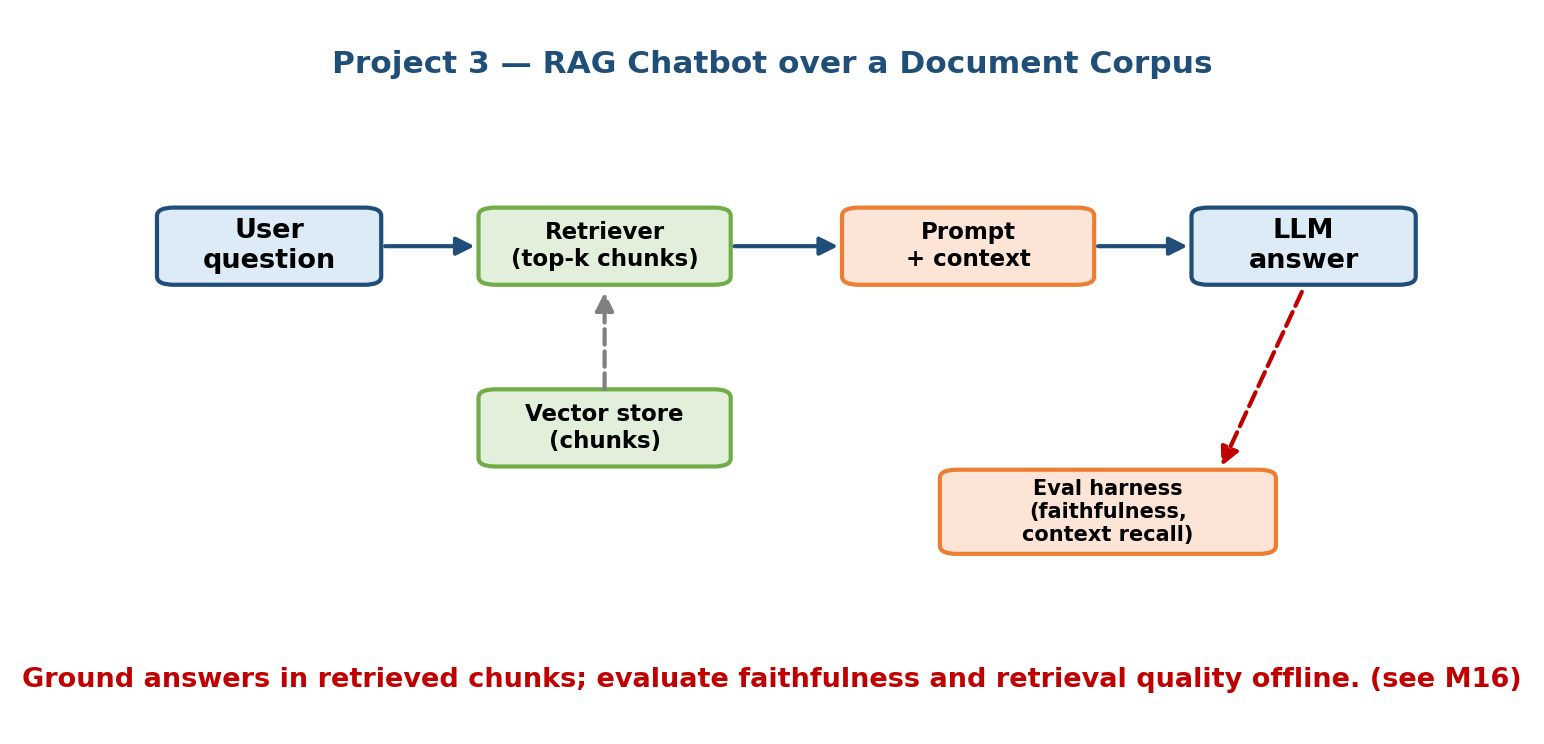 Project 3 — RAG Chatbot over a Document Corpus
User
question
Retriever
(top-k chunks)
Prompt
+ context
LLM
answer
Vector store
(chunks)
Eval harness
(faithfulness,
context recall)
Ground answers in retrieved chunks; evaluate faithfulness and retrieval quality offline. (see M16)